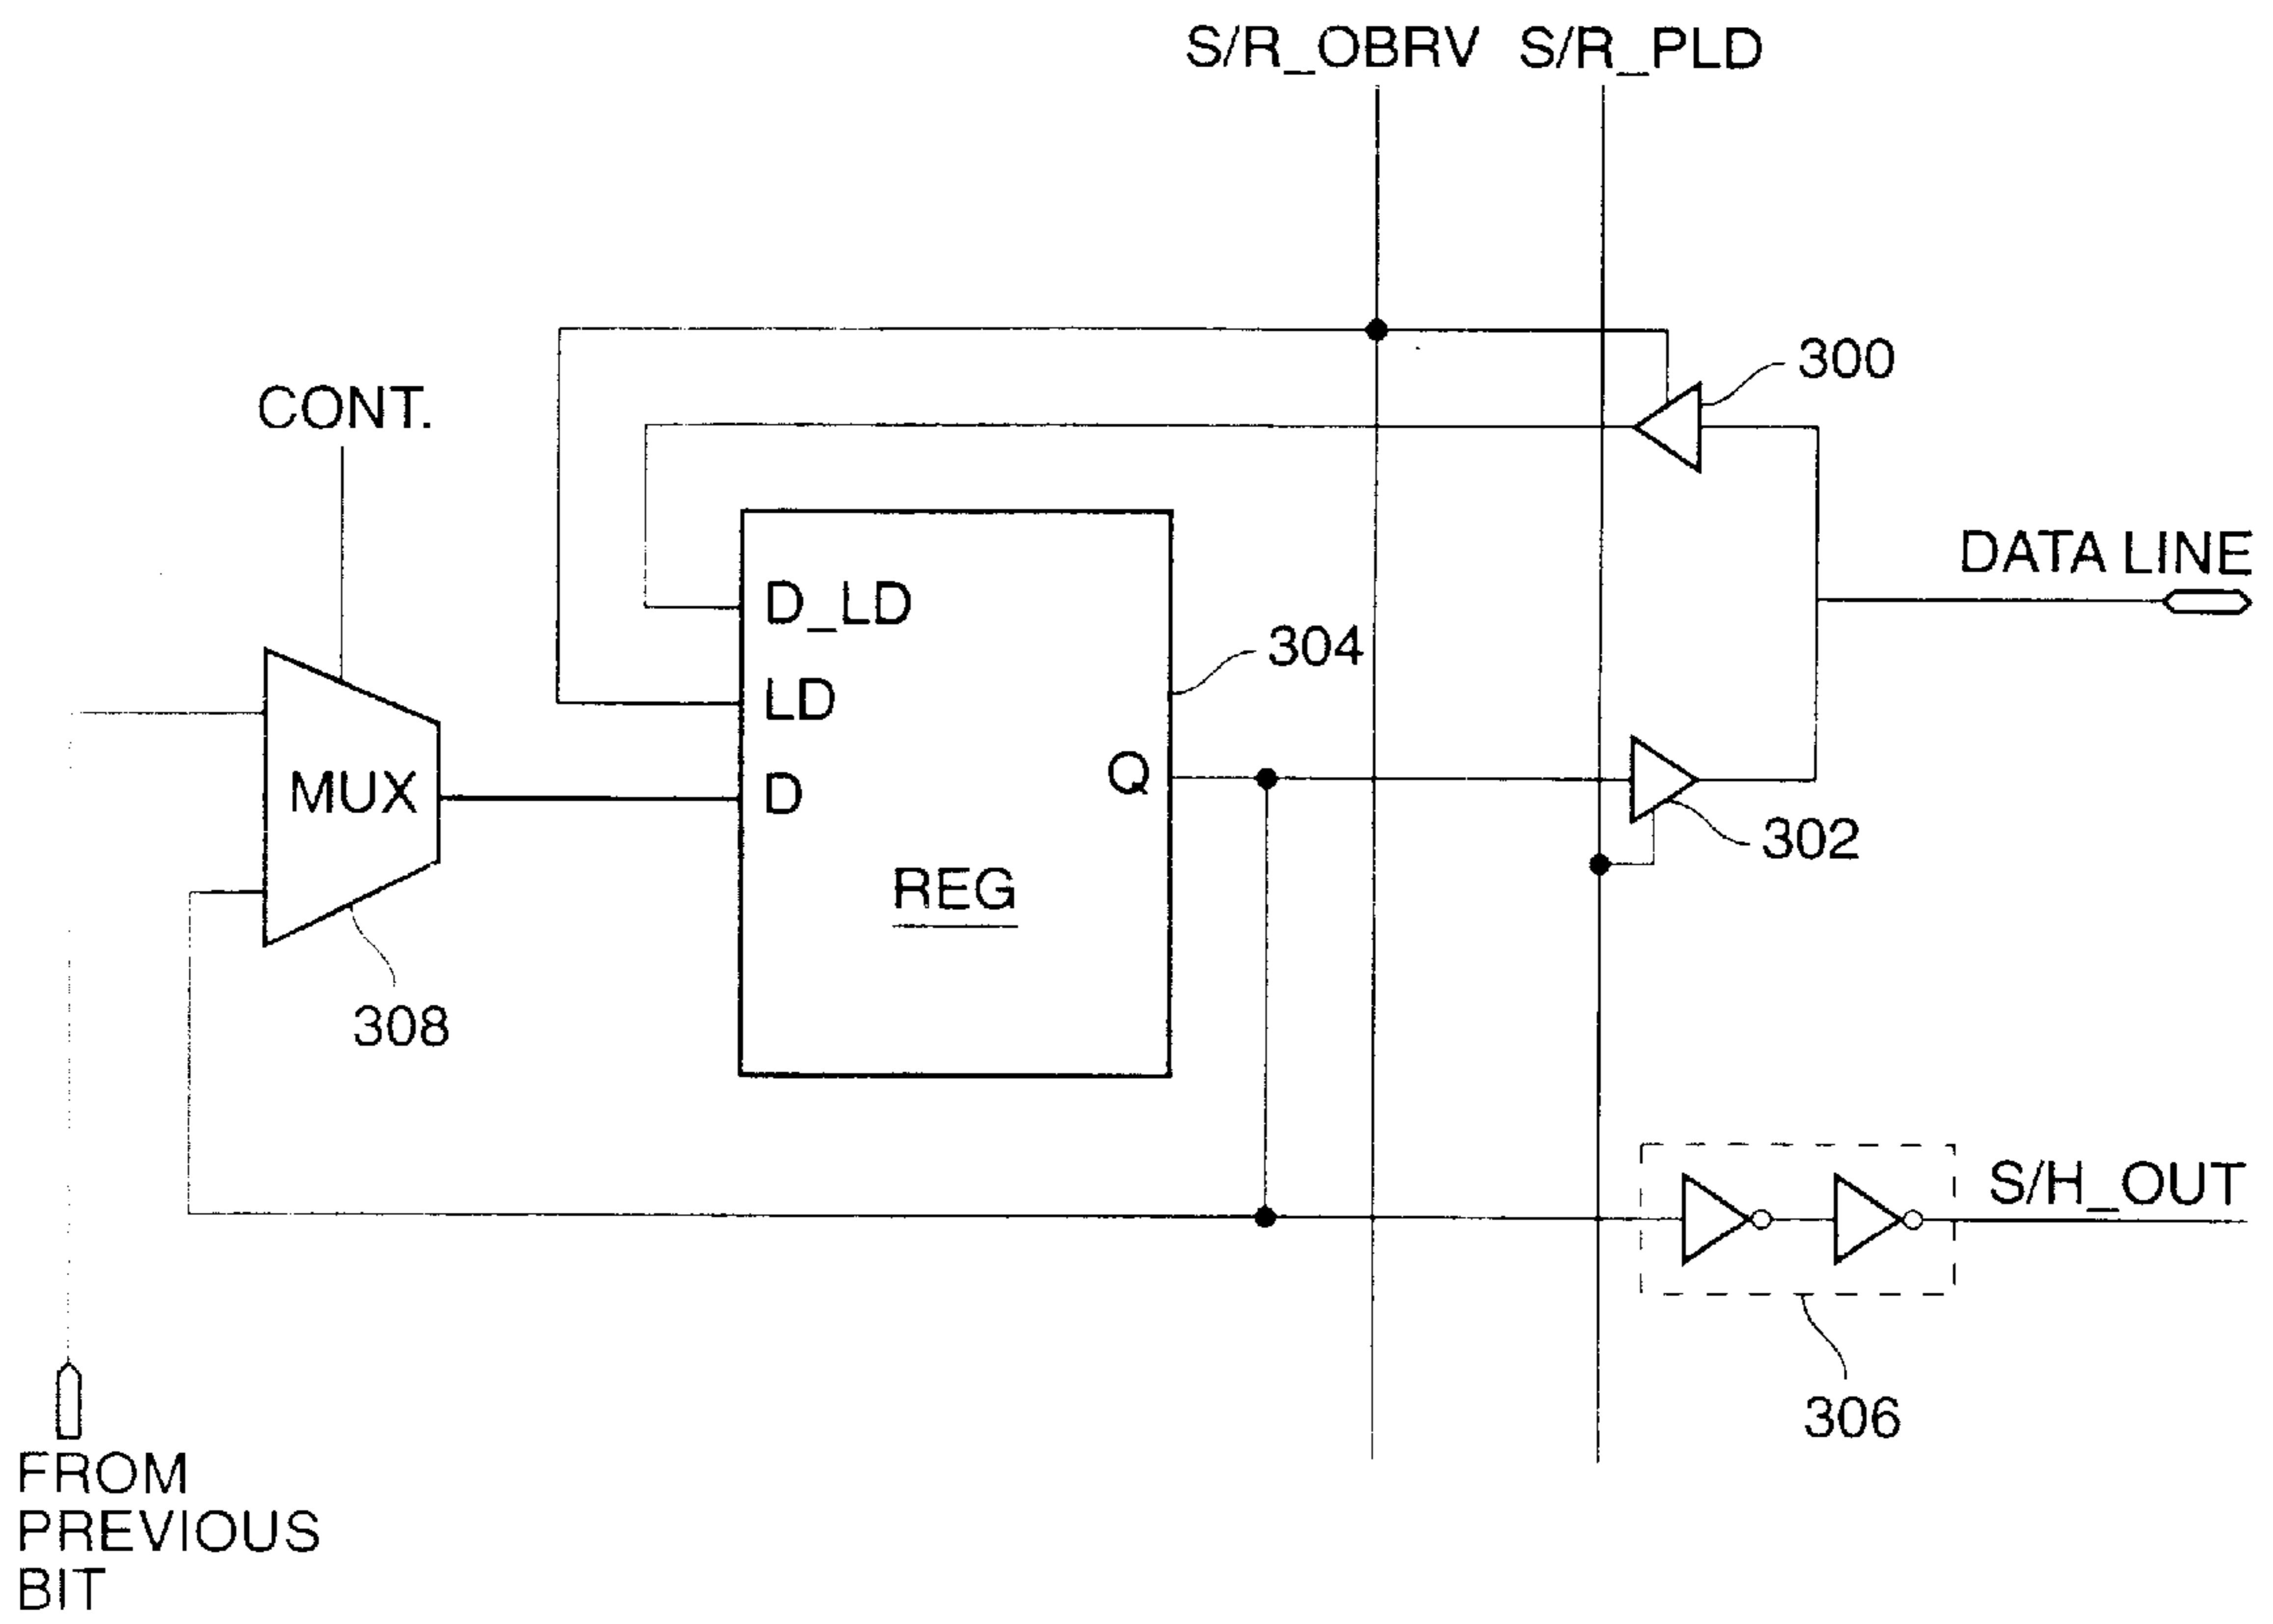 S/R_OBRV S/R_PLD
300
CONT.
DATA LINE
D_LD
304
LD
MUX
D
Q
302
REG
308
S/H_OUT
306
FROM
PREVIOUS
BIT